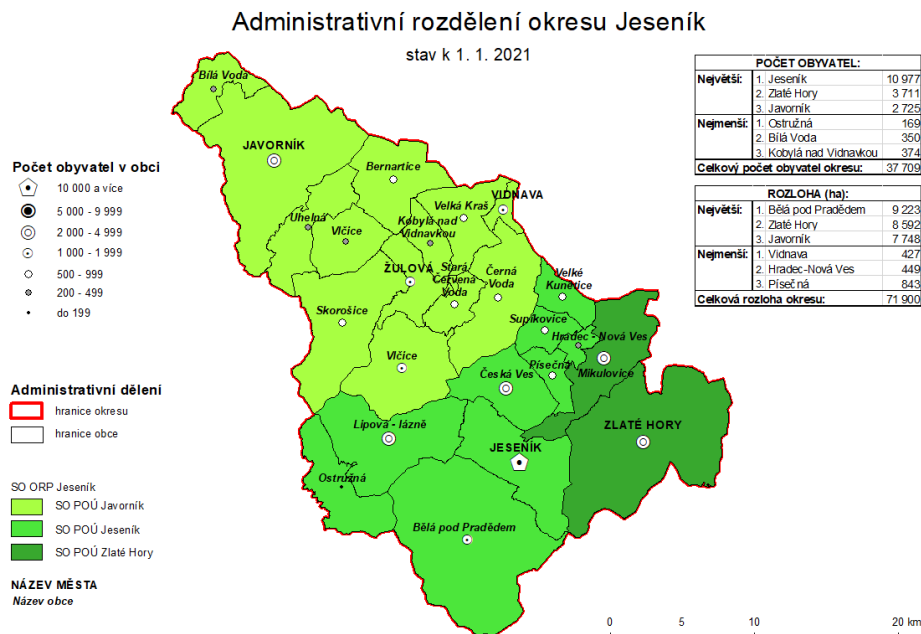 Administrativní rozdělení okresu Jeseník
stav k 1. 1. 2021
POČET OBYVATEL:
Největší: 1. Jeseník 10 977
2. Zlaté Hory 3 711
3. Javorník 2 725
Nejmenší: 1. Ostružná 169
2. Bílá Voda 350
3. Kobylá nad Vidnavkou 374
Celkový počet obyvatel okresu: 37 709
ROZLOHA (ha):
Největší: 1. Bělá pod Pradědem 9 223
2. Zlaté Hory 8 592
3. Javorník 7 748
Nejmenší: 1. Vidnava 427
2. Hradec-Nová Ves 449
3. Písečná 843
Celková rozloha okresu: 71 900
Počet obyvatel v obci
10 000 a více
5 000 - 9 999
2 000 - 4 999
1 000 - 1 999
500 - 999
200 - 499
do 199
Administrativní dělení
hranice okresu
hranice obce
SO ORP Jeseník
SO POÚ Javorník
SO POÚ Jeseník
SO POÚ Zlaté Hory
NÁZEV MĚSTA
Název obce
Bílá Voda
JAVORNÍK
Bernartice
VIDNAVA
Velká Kraš
Uhelná
Vlčice
Kobylá nad
Vidnavkou
ŽULOVÁ
Stará
Červená
Voda
Černá
Voda
Velké
Kunětice
Skorošice
Supíkovice
Hradec - Nová Ves
Vlčice
Písečná
Mikulovice
Česká Ves
Lipová - lázně
JESENÍK
ZLATÉ HORY
Ostružná
Bělá pod Pradědem
0 5 10 20 km